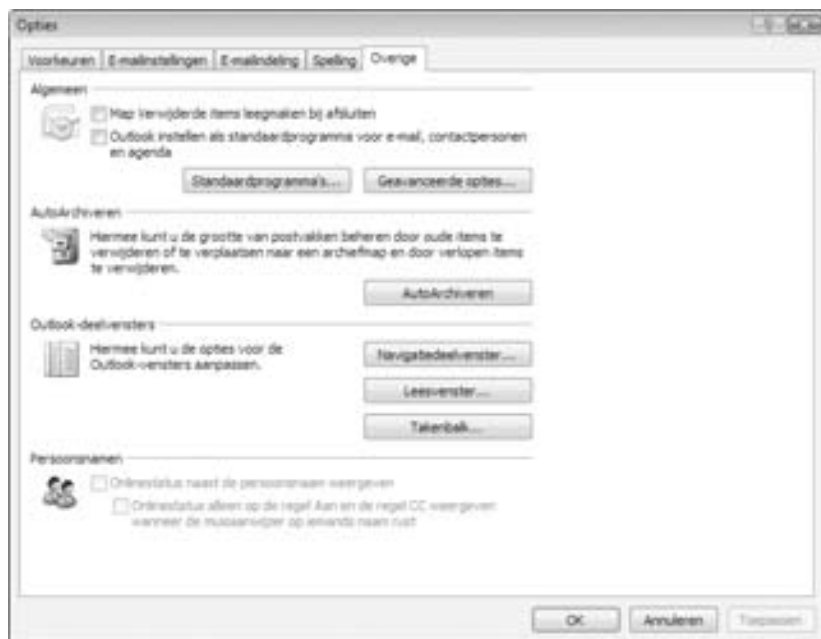 Opties
Voorkeuren E-mailinstellingen E-mailindeling Spelling Overige
Algemeen
Map Verwijderde items leegmaken bij afsluiten
Outlook instellen als standaardprogramma voor e-mail, contactpersonen
en agenda
Standaardprogramma's... Geavanceerde opties...
AutoArchiveren
Hiermee kunt u de grootte van postvakken beheren door oude items te
verwijderen of te verplaatsen naar een archiefmap en door verlopen items
te verwijderen.
AutoArchiveren
Outlook-deelvensters
Hiermee kunt u de opties voor de
Outlook-vensters aanpassen.
Navigatiedeelvenster...
Leesvenster...
Takenbalk...
Persoonsnamen
Onlinestatus naast de persoonsnaam weergeven
Onlinestatus alleen op de regel Aan en de regel CC weergeven
wanneer de muisaanwijzer op iemands naam rust
OK Annuleren Toepassen